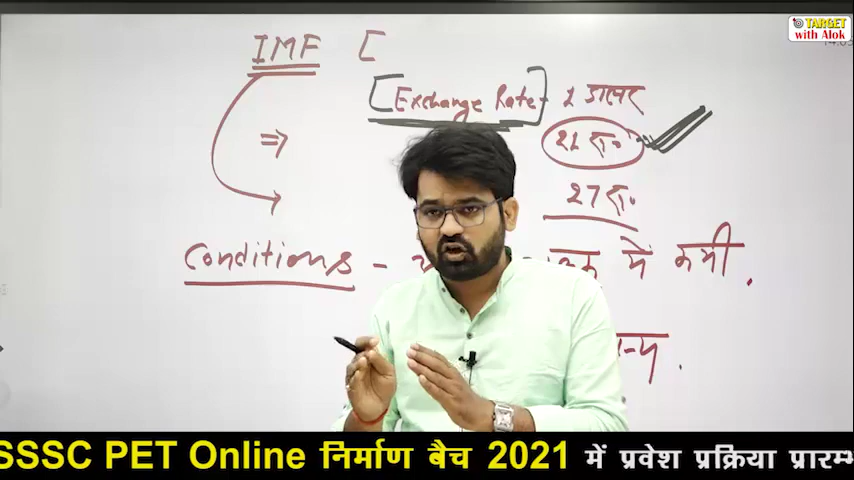 TARGET
with Alok
IMF [
[Exchange Rate] - 1 डालर
⇒
21 रु०
27 रु.
Conditions - में कमी .
SSSC PET Online निर्माण बैच 2021 में प्रवेश प्रक्रिया प्रारम्भ